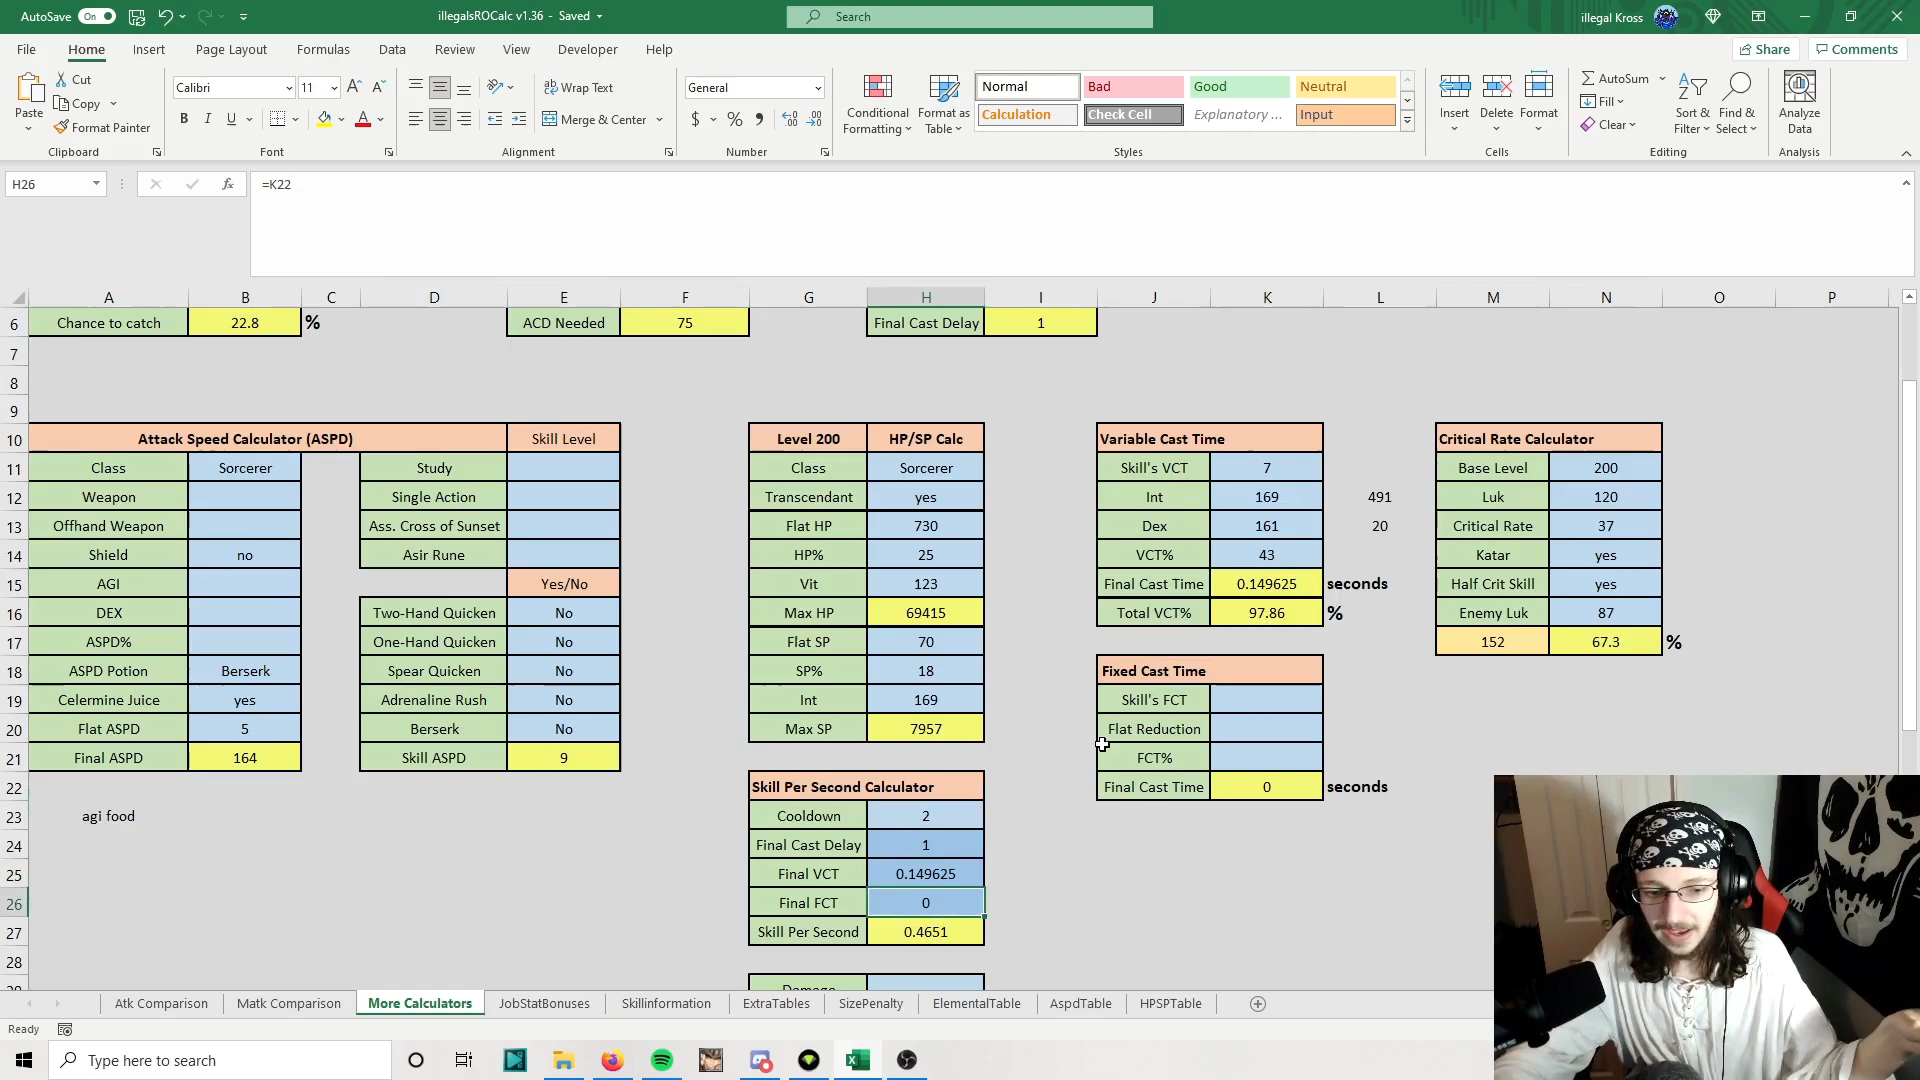 AutoSave On illegalsROCalc v1.36 - Saved Search illegal Kross
File Home Insert Page Layout Formulas Data Review View Developer Help Share Comments
Paste Cut Copy Format Painter Clipboard
Calibri 11 A A B I U A Font
Wrap Text Merge & Center Alignment
General $ % 9 Number
Conditional Formatting Format as Table Normal Bad Good Neutral Calculation Check Cell Explanatory ... Input Styles
Insert Delete Format Cells
AutoSum Fill Clear Sort & Filter Find & Select Editing
Analyze Data Analysis
H26 fx =K22
A B C D E F G H I J K L M N O P
6 Chance to catch 22.8 % ACD Needed 75 Final Cast Delay 1
7
8
9
10 Attack Speed Calculator (ASPD) Skill Level Level 200 HP/SP Calc Variable Cast Time Critical Rate Calculator
11 Class Sorcerer Study Class Sorcerer Skill's VCT 7 Base Level 200
12 Weapon Single Action Transcendant yes Int 169 491 Luk 120
13 Offhand Weapon Ass. Cross of Sunset Flat HP 730 Dex 161 20 Critical Rate 37
14 Shield no Asir Rune HP% 25 VCT% 43 Katar yes
15 AGI Yes/No Vit 123 Final Cast Time 0.149625 seconds Half Crit Skill yes
16 DEX Two-Hand Quicken No Max HP 69415 Total VCT% 97.86 % Enemy Luk 87
17 ASPD% One-Hand Quicken No Flat SP 70 152 67.3 %
18 ASPD Potion Berserk Spear Quicken No SP% 18 Fixed Cast Time
19 Celermine Juice yes Adrenaline Rush No Int 169 Skill's FCT
20 Flat ASPD 5 Berserk No Max SP 7957 Flat Reduction
21 Final ASPD 164 Skill ASPD 9 FCT%
22 Skill Per Second Calculator Final Cast Time 0 seconds
23 agi food Cooldown 2
24 Final Cast Delay 1
25 Final VCT 0.149625
26 Final FCT 0
27 Skill Per Second 0.4651
28
Atk Comparison Matk Comparison More Calculators JobStatBonuses Skillinformation ExtraTables SizePenalty ElementalTable AspdTable HPSPTable
Ready
Type here to search